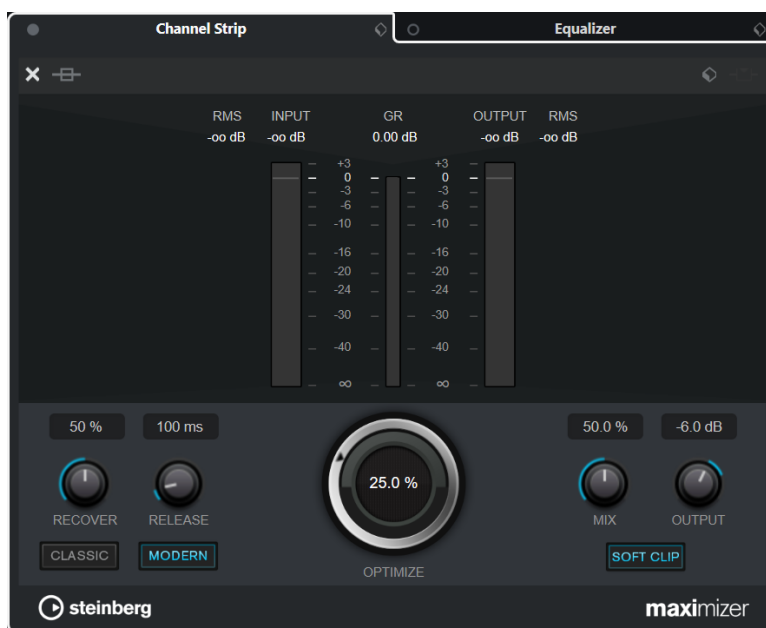 Channel Strip Equalizer
RMS INPUT GR OUTPUT RMS
-oo dB -oo dB 0.00 dB -oo dB -oo dB
+3 +3
0 0
-3 -3
-6 -6
-10 -10
-16 -16
-20 -20
-24 -24
-30 -30
-40 -40
∞ ∞
50 % 100 ms 50.0 % -6.0 dB
25.0 %
RECOVER RELEASE MIX OUTPUT
CLASSIC MODERN SOFT CLIP
OPTIMIZE
steinberg maximizer